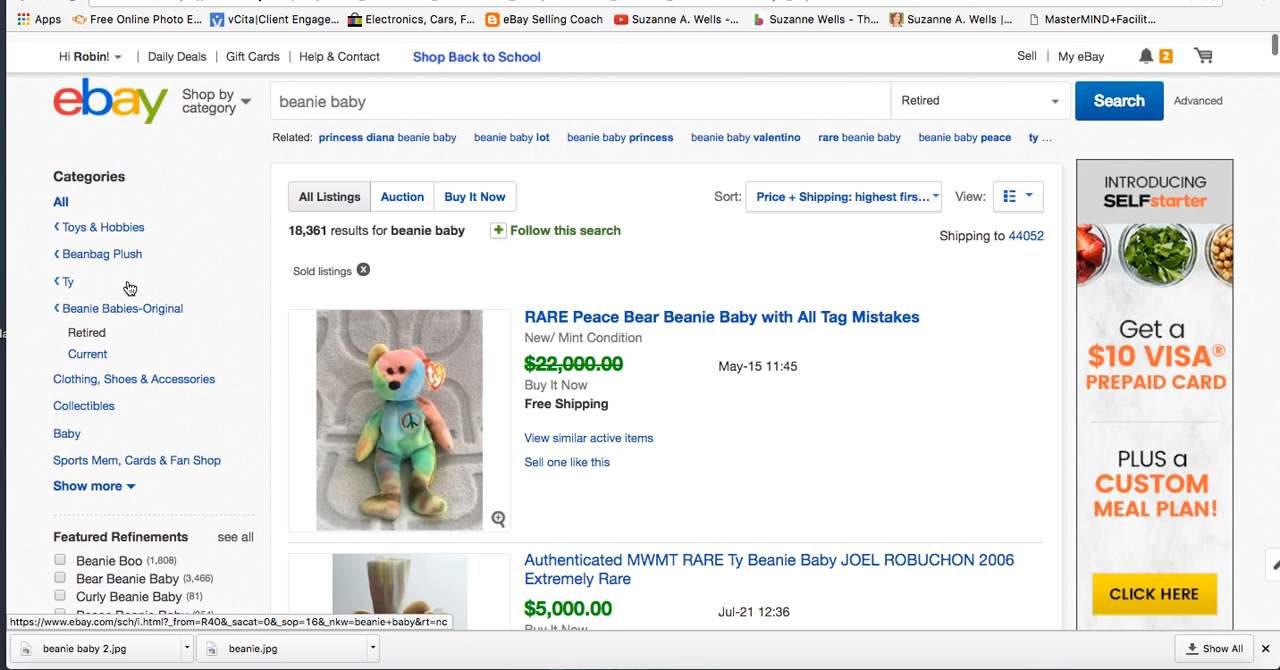 Apps Free Online Photo E... vCita|Client Engage... Electronics, Cars, F... eBay Selling Coach Suzanne A. Wells -... Suzanne Wells - Th... Suzanne A. Wells |... MasterMIND+Facilit...
Hi Robin! | Daily Deals | Gift Cards | Help & Contact Shop Back to School Sell | My eBay 2
ebay Shop by category beanie baby Retired Search Advanced
Related: princess diana beanie baby beanie baby lot beanie baby princess beanie baby valentino rare beanie baby beanie baby peace ty ...
Categories
All
Toys & Hobbies
Beanbag Plush
Ty
Beanie Babies-Original
Retired
Current
Clothing, Shoes & Accessories
Collectibles
Baby
Sports Mem, Cards & Fan Shop
Show more
Featured Refinements see all
Beanie Boo (1,808)
Bear Beanie Baby (3,466)
Curly Beanie Baby (81)
All Listings Auction Buy It Now Sort: Price + Shipping: highest firs... View:
18,361 results for beanie baby + Follow this search
Shipping to 44052
Sold listings
RARE Peace Bear Beanie Baby with All Tag Mistakes
New/ Mint Condition
$22,000.00 May-15 11:45
Buy It Now
Free Shipping
View similar active items
Sell one like this
Authenticated MWMT RARE Ty Beanie Baby JOEL ROBUCHON 2006
Extremely Rare
$5,000.00 Jul-21 12:36
Buy It Now
INTRODUCING
SELFstarter
Get a
$10 VISA®
PREPAID CARD
PLUS a
CUSTOM
MEAL PLAN!
CLICK HERE
https://www.ebay.com/sch/i.html?_from=R40&_sacat=0&_sop=16&_nkw=beanie+baby&rt=nc
beanie baby 2.jpg beanie.jpg Show All